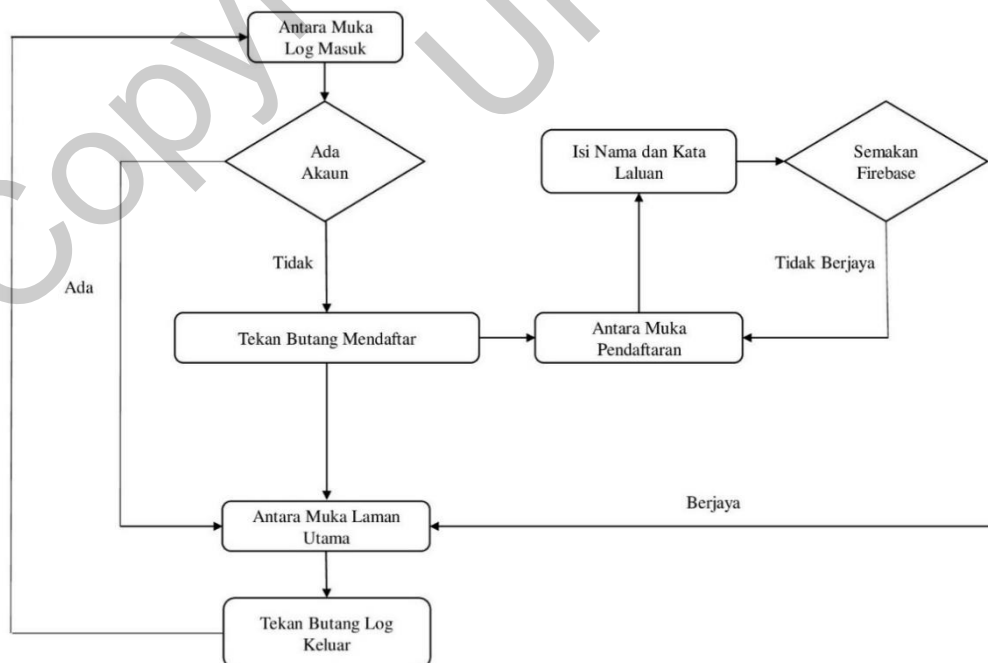 Antara Muka
Log Masuk
Ada
Akaun
Isi Nama dan Kata
Laluan
Semakan
Firebase
Tidak
Tidak Berjaya
Ada
Tekan Butang Mendaftar
Antara Muka
Pendaftaran
Berjaya
Antara Muka Laman
Utama
Tekan Butang Log
Keluar